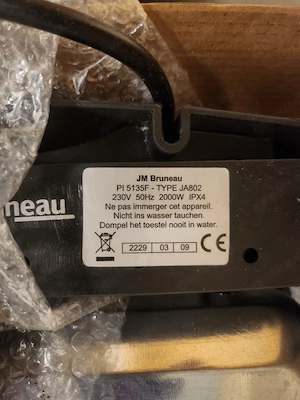 JM Bruneau
PI 5135F - TYPE JA802
230V 50Hz 2000W IPX4
Ne pas immerger cet appareil.
Nicht ins wasser tauchen.
Dompel het toestel nooit in water.
2229 03 09 CE
neau